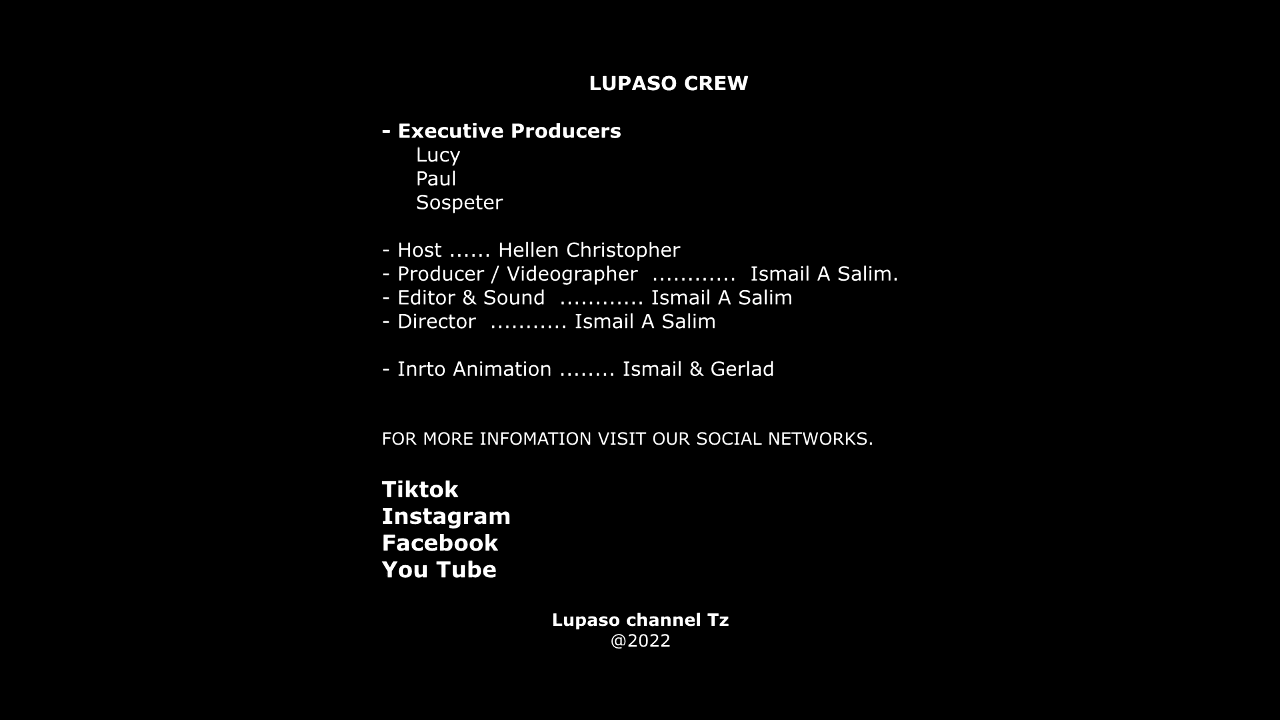 LUPASO CREW
- Executive Producers
Lucy
Paul
Sospeter
- Host ...... Hellen Christopher
- Producer / Videographer ............ Ismail A Salim.
- Editor & Sound ............ Ismail A Salim
- Director ........... Ismail A Salim
- Inrto Animation ........ Ismail & Gerlad
FOR MORE INFOMATION VISIT OUR SOCIAL NETWORKS.
Tiktok
Instagram
Facebook
You Tube
Lupaso channel Tz
@2022